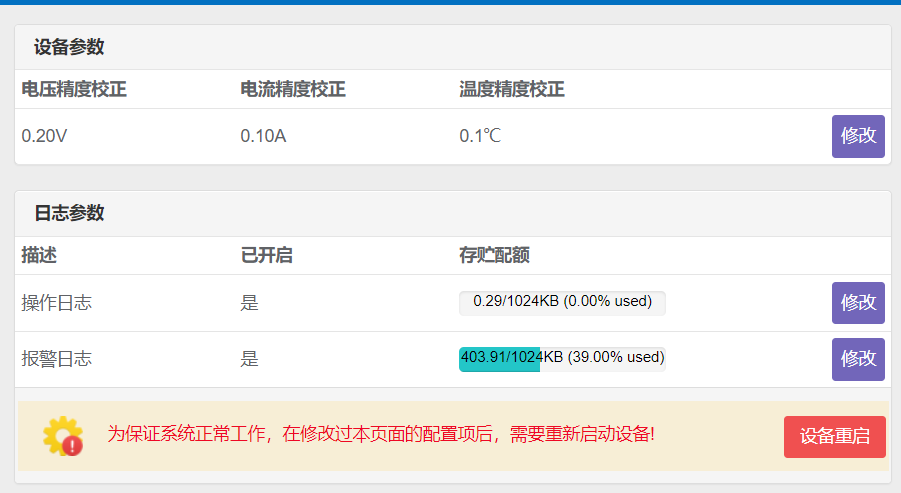 设备参数
电压精度校正 电流精度校正 温度精度校正
0.20V 0.10A 0.1℃ 修改
日志参数
描述 已开启 存贮配额
操作日志 是 0.29/1024KB (0.00% used) 修改
报警日志 是 403.91/1024KB (39.00% used) 修改
为保证系统正常工作，在修改过本页面的配置项后，需要重新启动设备! 设备重启